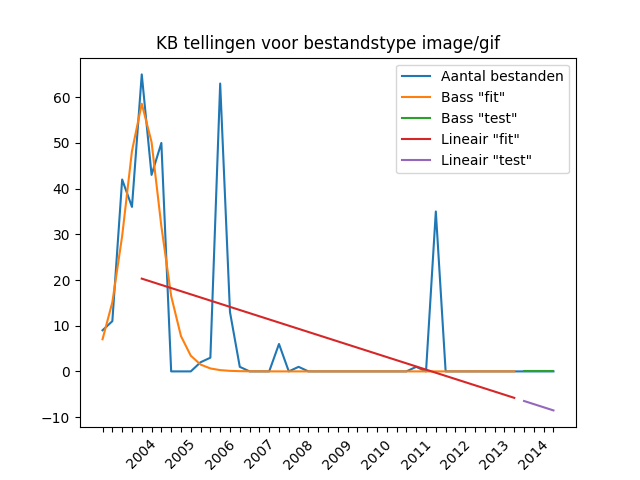 KB tellingen voor bestandstype image/gif
Aantal bestanden
Bass "fit"
Bass "test"
Lineair "fit"
Lineair "test"
60
50
40
30
20
10
0
−10
2004 2005 2006 2007 2008 2009 2010 2011 2012 2013 2014